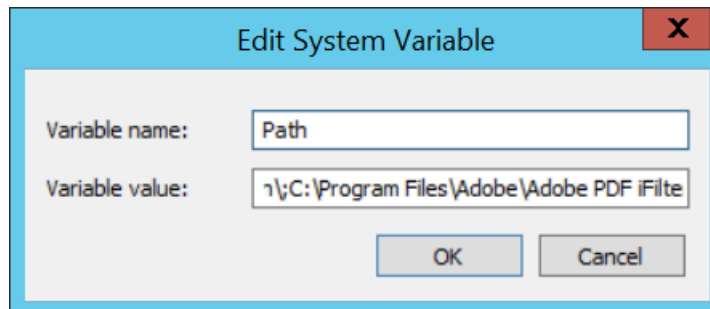 Edit System Variable
X
Variable name:
Path
Variable value:
\;C:\Program Files\Adobe\Adobe PDF iFilte
OK
Cancel